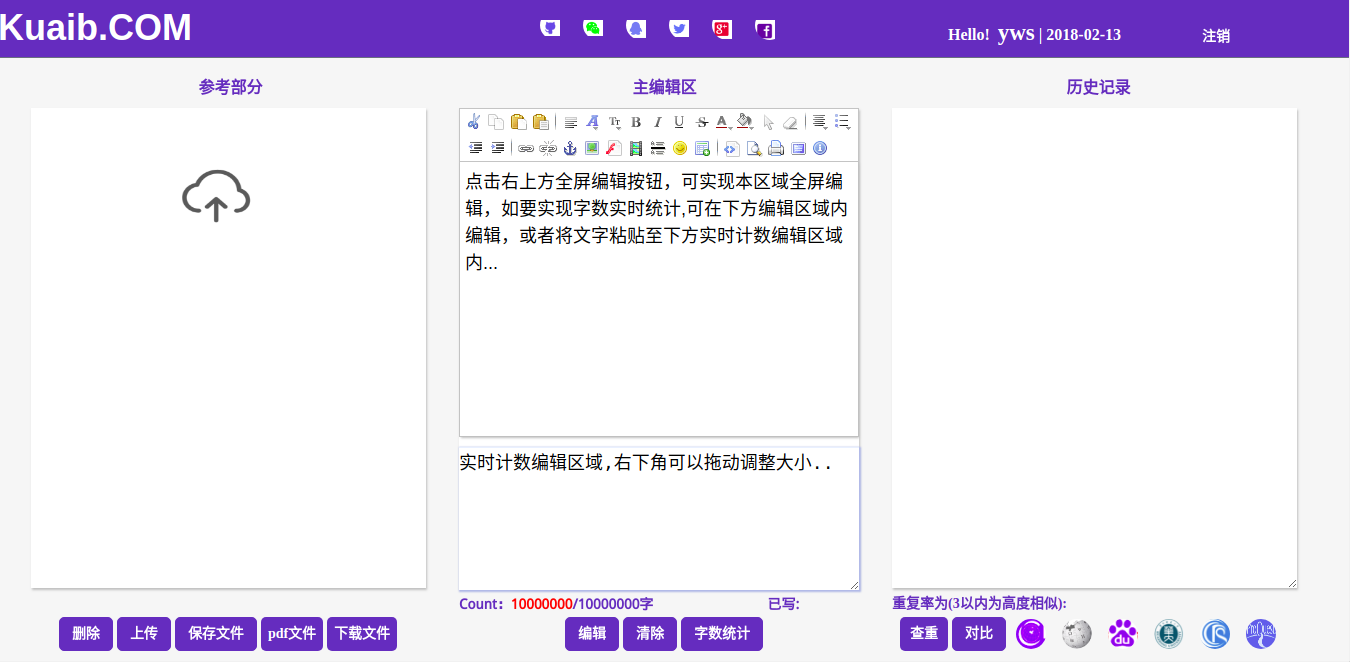 Kuaib.COM
Hello! yws | 2018-02-13
注销
参考部分
主编辑区
历史记录
点击右上方全屏编辑按钮，可实现本区域全屏编
辑，如要实现字数实时统计,可在下方编辑区域内
编辑，或者将文字粘贴至下方实时计数编辑区域
内...
实时计数编辑区域,右下角可以拖动调整大小..
Count：10000000/10000000字
已写:
重复率为(3以内为高度相似):
删除
上传
保存文件
pdf文件
下载文件
编辑
清除
字数统计
查重
对比